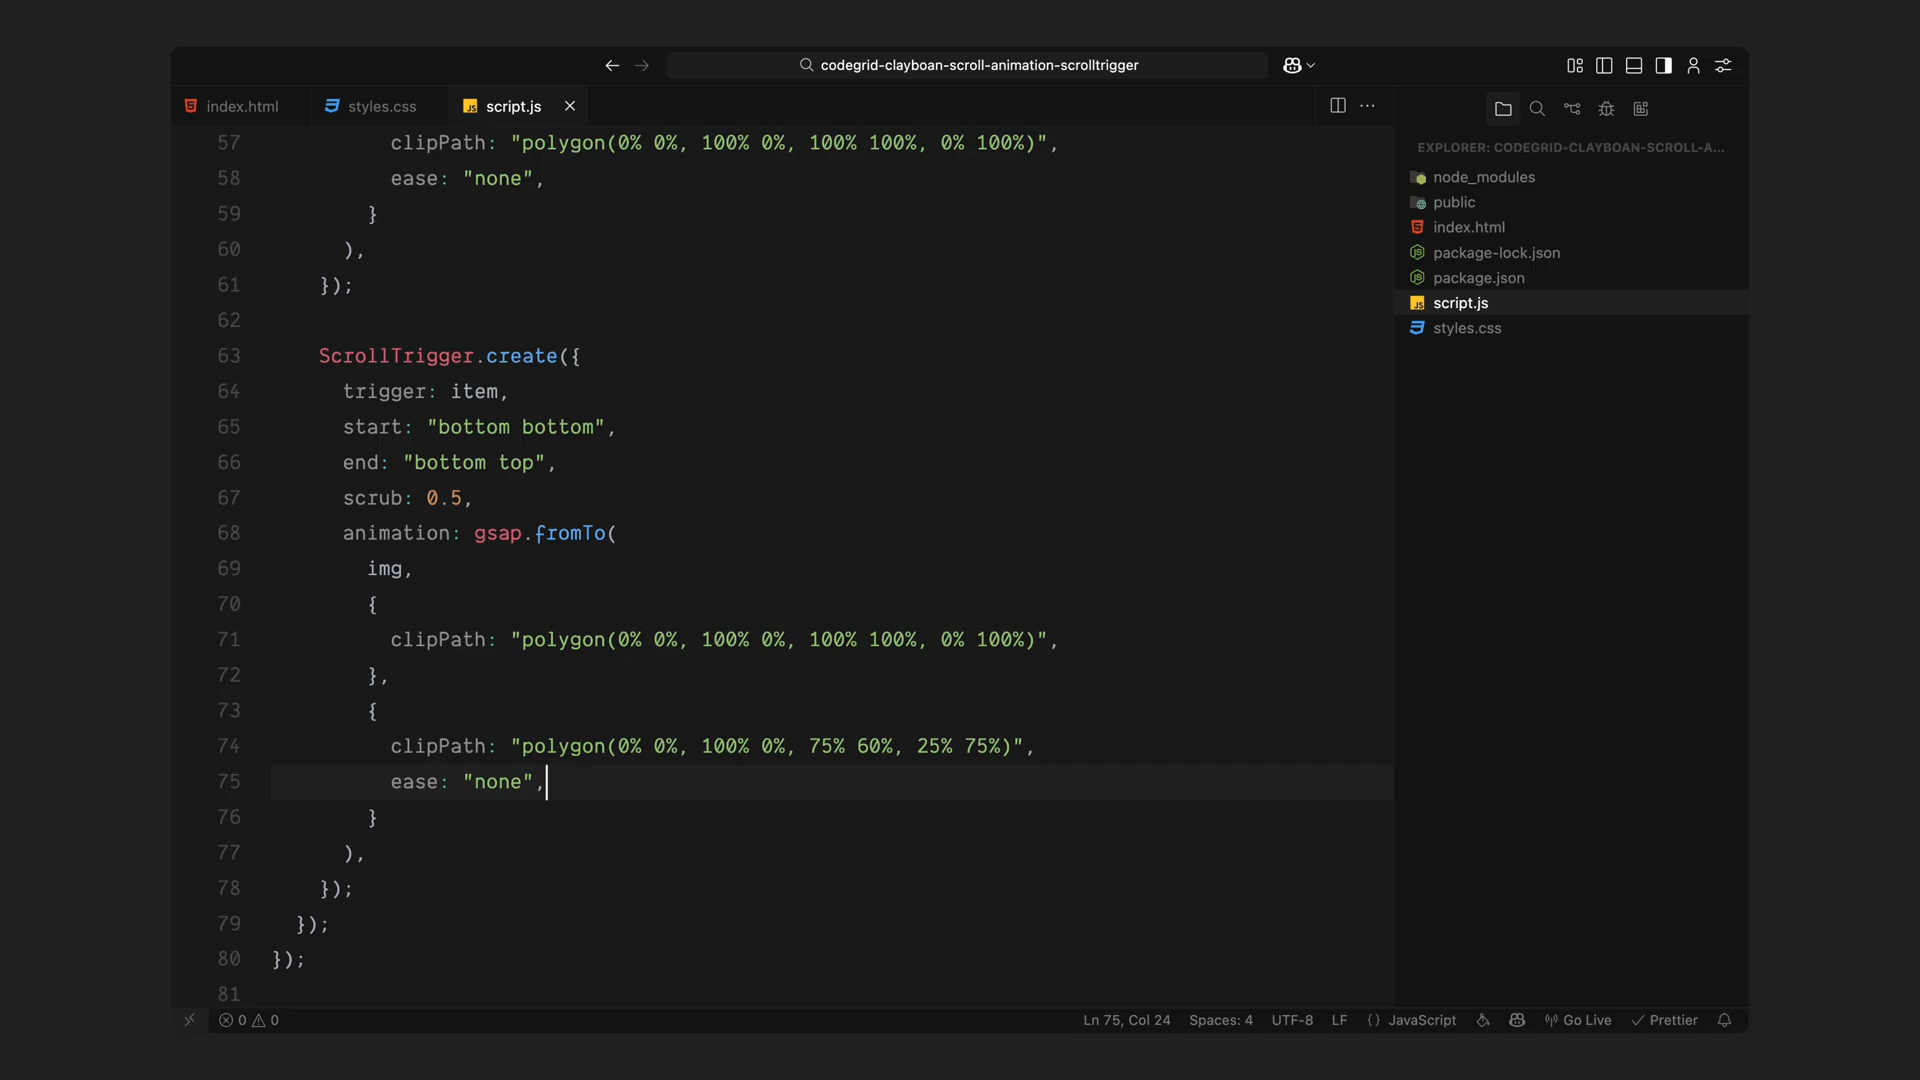 codegrid-clayboan-scroll-animation-scrolltrigger
index.html
styles.css
script.js
57 clipPath: "polygon(0% 0%, 100% 0%, 100% 100%, 0% 100%)",
58 ease: "none",
59 }
60 ),
61 });
62
63 ScrollTrigger.create({
64 trigger: item,
65 start: "bottom bottom",
66 end: "bottom top",
67 scrub: 0.5,
68 animation: gsap.fromTo(
69 img,
70 {
71 clipPath: "polygon(0% 0%, 100% 0%, 100% 100%, 0% 100%)",
72 },
73 {
74 clipPath: "polygon(0% 0%, 100% 0%, 75% 60%, 25% 75%)",
75 ease: "none",
76 }
77 ),
78 });
79 });
80 });
81
EXPLORER: CODEGRID-CLAYBOAN-SCROLL-A...
node_modules
public
index.html
package-lock.json
package.json
script.js
styles.css
0 0
Ln 75, Col 24 Spaces: 4 UTF-8 LF {} JavaScript Go Live Prettier